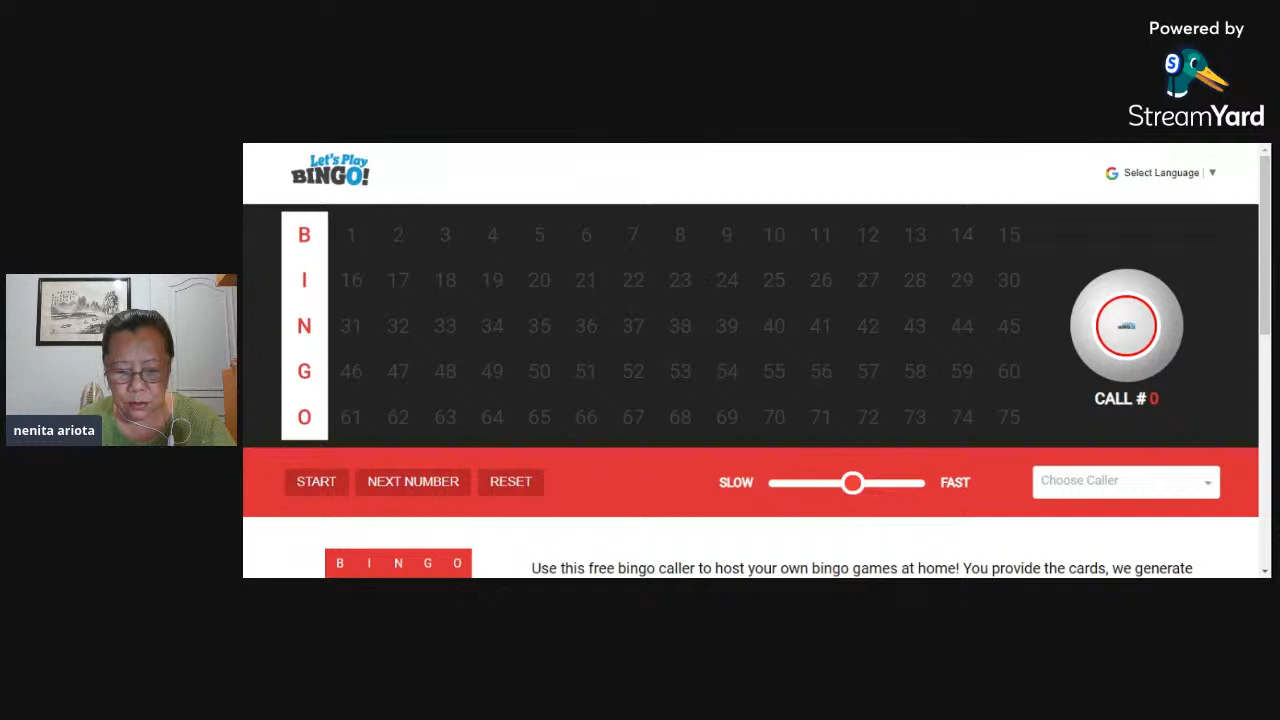 Powered by
S
StreamYard
Let's Play
BINGO!
Select Language
B 1 2 3 4 5 6 7 8 9 10 11 12 13 14 15
I 16 17 18 19 20 21 22 23 24 25 26 27 28 29 30
N 31 32 33 34 35 36 37 38 39 40 41 42 43 44 45
G 46 47 48 49 50 51 52 53 54 55 56 57 58 59 60
O 61 62 63 64 65 66 67 68 69 70 71 72 73 74 75
CALL # 0
nenita ariota
START NEXT NUMBER RESET SLOW FAST Choose Caller
B I N G O
Use this free bingo caller to host your own bingo games at home! You provide the cards, we generate